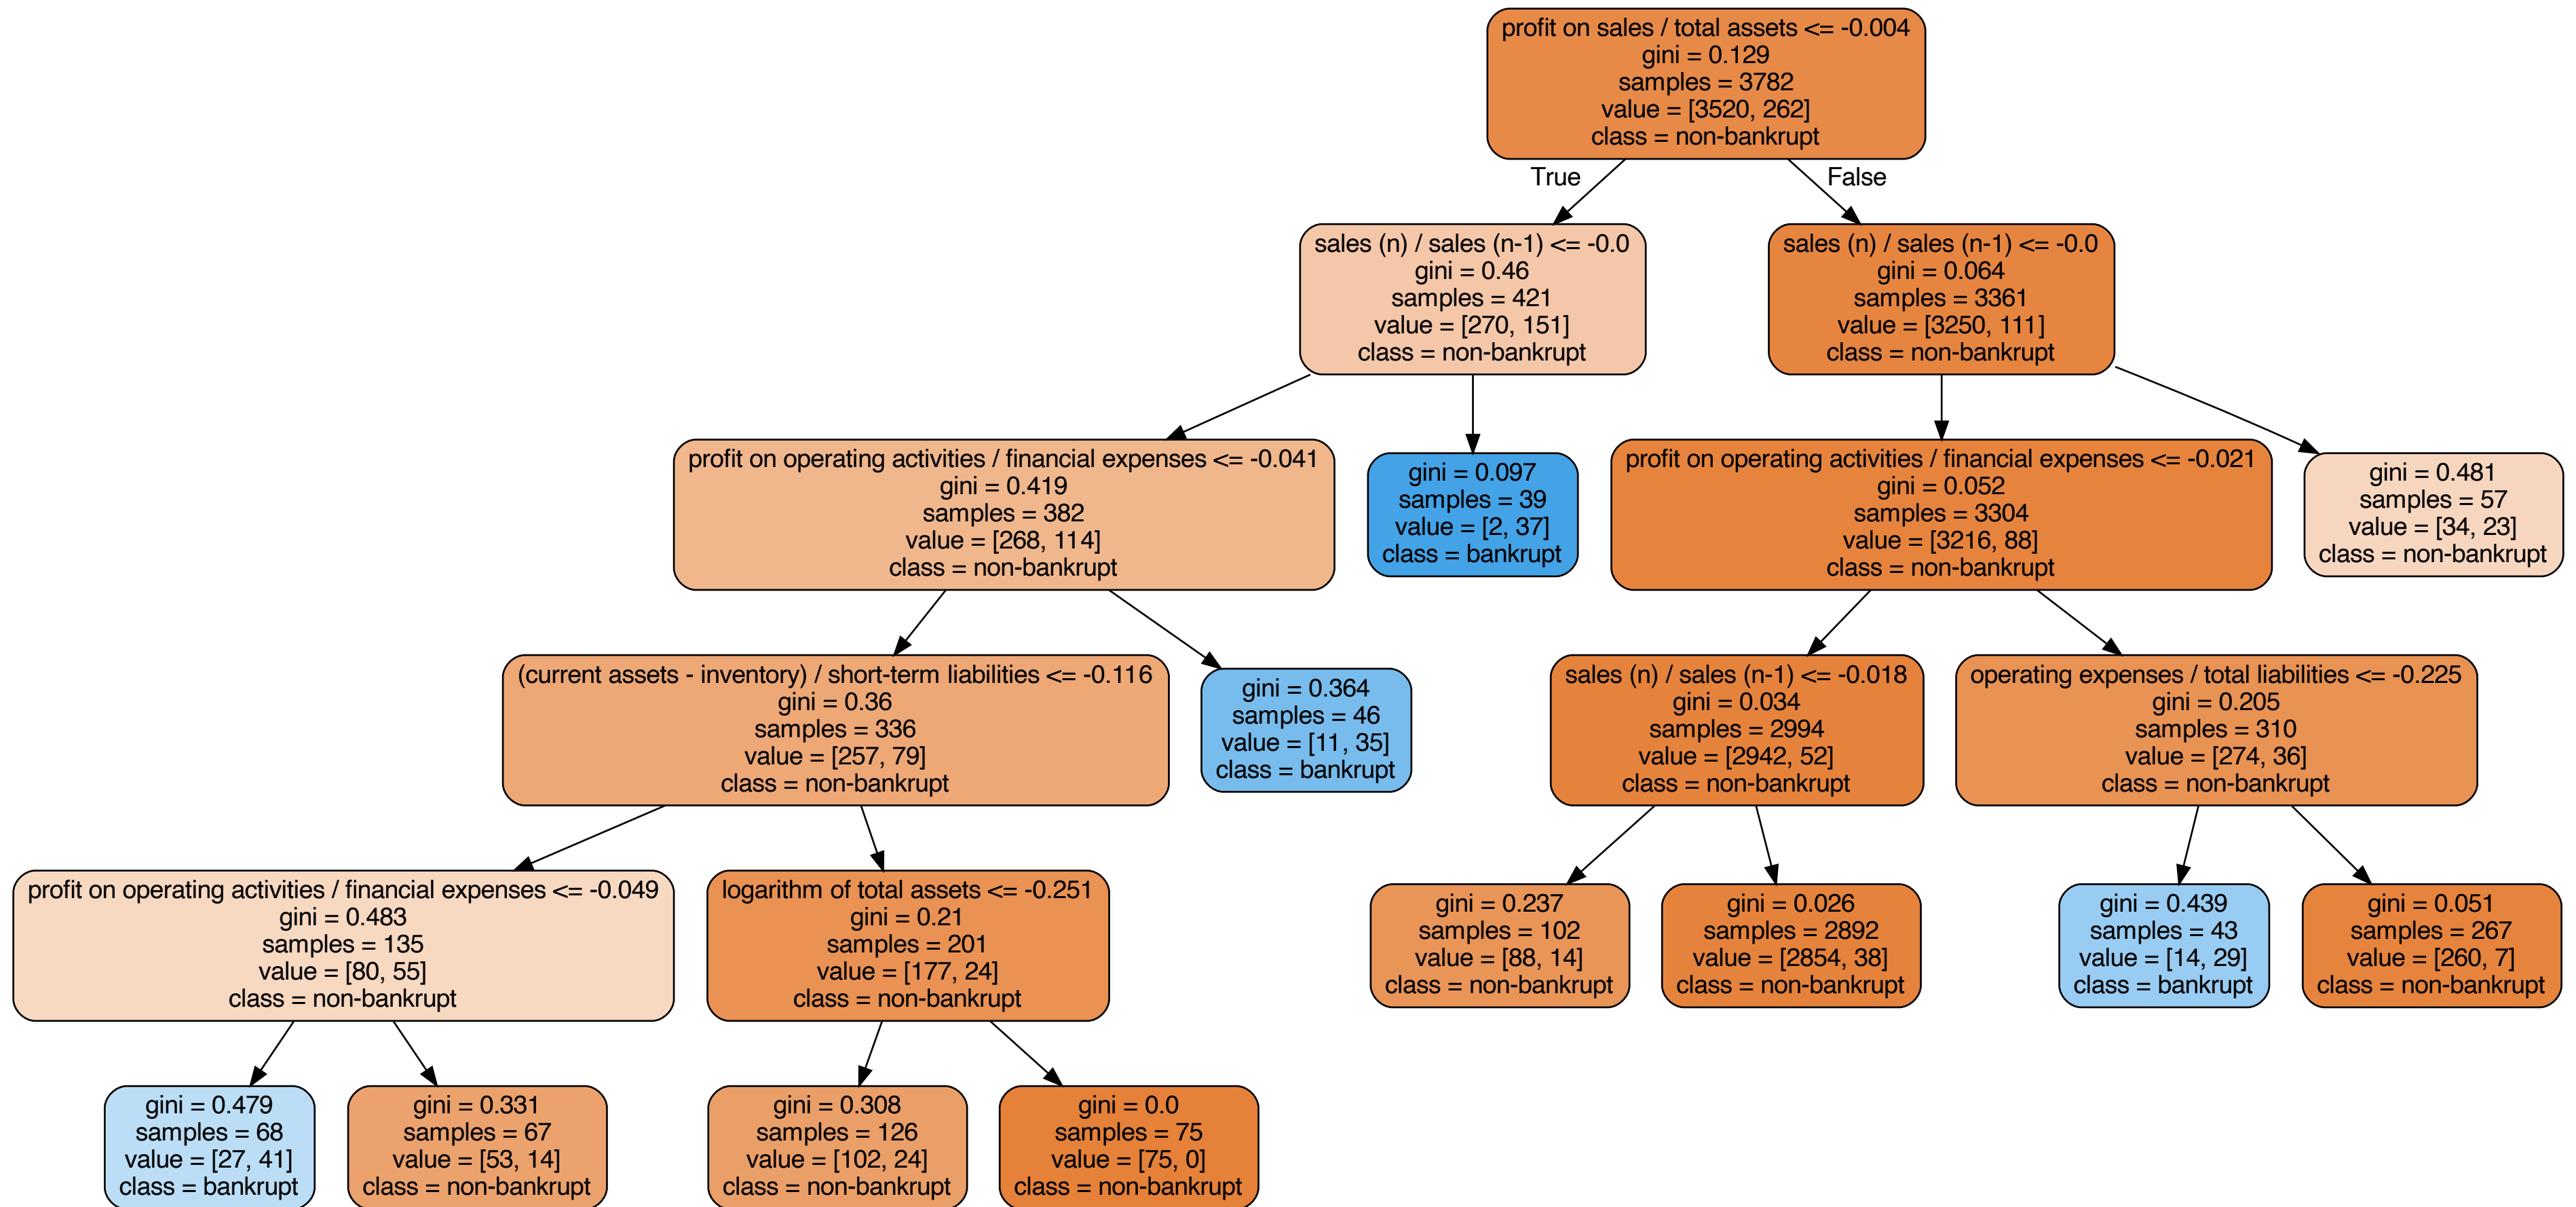 profit on sales / total assets <= -0.004
gini = 0.129
samples = 3782
value = [3520, 262]
class = non-bankrupt
True
False
sales (n) / sales (n-1) <= -0.0
gini = 0.46
samples = 421
value = [270, 151]
class = non-bankrupt
sales (n) / sales (n-1) <= -0.0
gini = 0.064
samples = 3361
value = [3250, 111]
class = non-bankrupt
profit on operating activities / financial expenses <= -0.041
gini = 0.419
samples = 382
value = [268, 114]
class = non-bankrupt
gini = 0.097
samples = 39
value = [2, 37]
class = bankrupt
profit on operating activities / financial expenses <= -0.021
gini = 0.052
samples = 3304
value = [3216, 88]
class = non-bankrupt
gini = 0.481
samples = 57
value = [34, 23]
class = non-bankrupt
(current assets - inventory) / short-term liabilities <= -0.116
gini = 0.36
samples = 336
value = [257, 79]
class = non-bankrupt
gini = 0.364
samples = 46
value = [11, 35]
class = bankrupt
sales (n) / sales (n-1) <= -0.018
gini = 0.034
samples = 2994
value = [2942, 52]
class = non-bankrupt
operating expenses / total liabilities <= -0.225
gini = 0.205
samples = 310
value = [274, 36]
class = non-bankrupt
profit on operating activities / financial expenses <= -0.049
gini = 0.483
samples = 135
value = [80, 55]
class = non-bankrupt
logarithm of total assets <= -0.251
gini = 0.21
samples = 201
value = [177, 24]
class = non-bankrupt
gini = 0.237
samples = 102
value = [88, 14]
class = non-bankrupt
gini = 0.026
samples = 2892
value = [2854, 38]
class = non-bankrupt
gini = 0.439
samples = 43
value = [14, 29]
class = bankrupt
gini = 0.051
samples = 267
value = [260, 7]
class = non-bankrupt
gini = 0.479
samples = 68
value = [27, 41]
class = bankrupt
gini = 0.331
samples = 67
value = [53, 14]
class = non-bankrupt
gini = 0.308
samples = 126
value = [102, 24]
class = non-bankrupt
gini = 0.0
samples = 75
value = [75, 0]
class = non-bankrupt